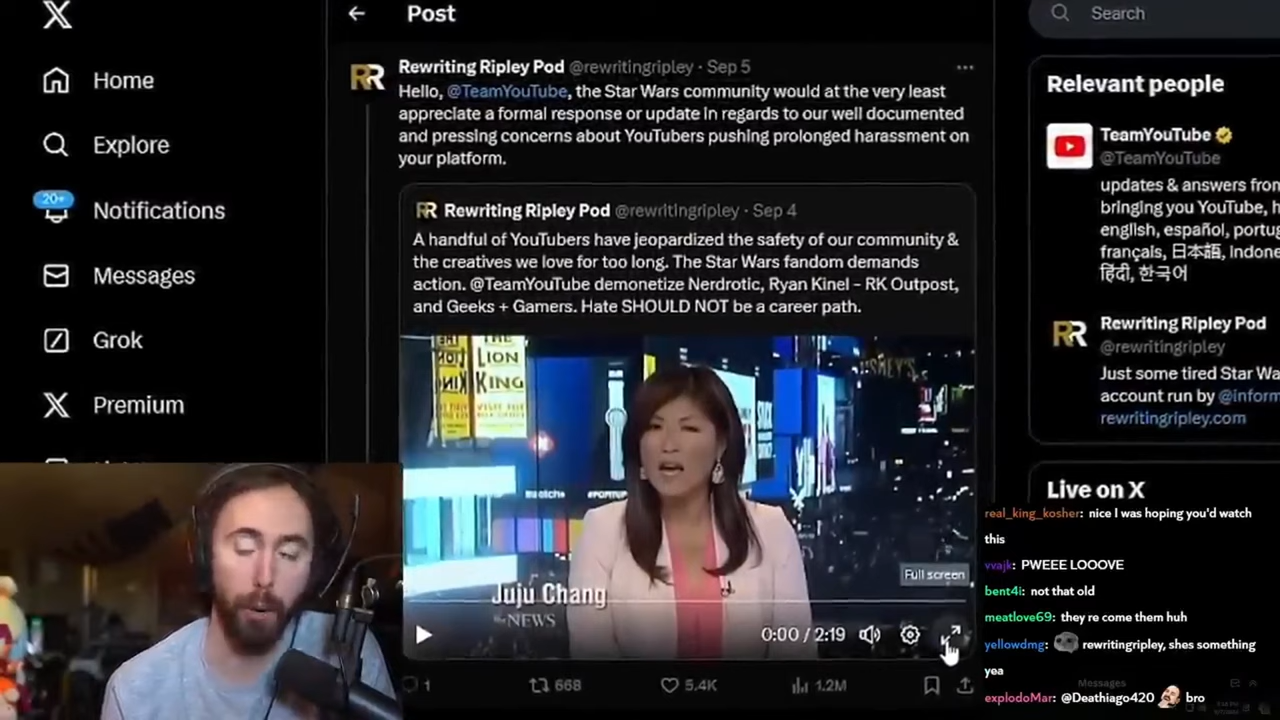 Home
Explore
20+
Notifications
Messages
Grok
Premium
Post
RR
Rewriting Ripley Pod @rewritingripley · Sep 5
Hello, @TeamYouTube, the Star Wars community would at the very least
appreciate a formal response or update in regards to our well documented
and pressing concerns about YouTubers pushing prolonged harassment on
your platform.
RR Rewriting Ripley Pod @rewritingripley · Sep 4
A handful of YouTubers have jeopardized the safety of our community &
the creatives we love for too long. The Star Wars fandom demands
action. @TeamYouTube demonetize Nerdrotic, Ryan Kinel - RK Outpost,
and Geeks + Gamers. Hate SHOULD NOT be a career path.
THE
LION
KING
Juju Chang
NEWS
Full screen
0:00 / 2:19
1
668
5.4K
1.2M
Search
Relevant people
TeamYouTube
@TeamYouTube
updates & answers from
bringing you YouTube, h
english, español, portug
français, 日本語, Indone
हिंदी, 한국어
RR
Rewriting Ripley Pod
@rewritingripley
Just some tired Star Wa
account run by @inform
rewritingripley.com
Live on X
real_king_kosher: nice I was hoping you'd watch
this
vvajk: PWEEE LOOOVE
bent4i: not that old
meatlove69: they re come them huh
yellowdmg: rewritingripley, shes something
yea
Messages
explodoMar: @Deathiago420 bro